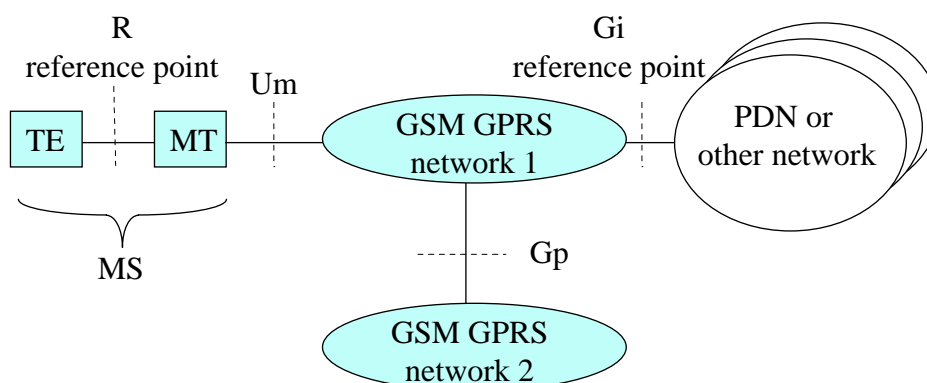 R
reference point
Um
Gi
reference point
TE
MT
GSM GPRS
network 1
PDN or
other network
MS
Gp
GSM GPRS
network 2